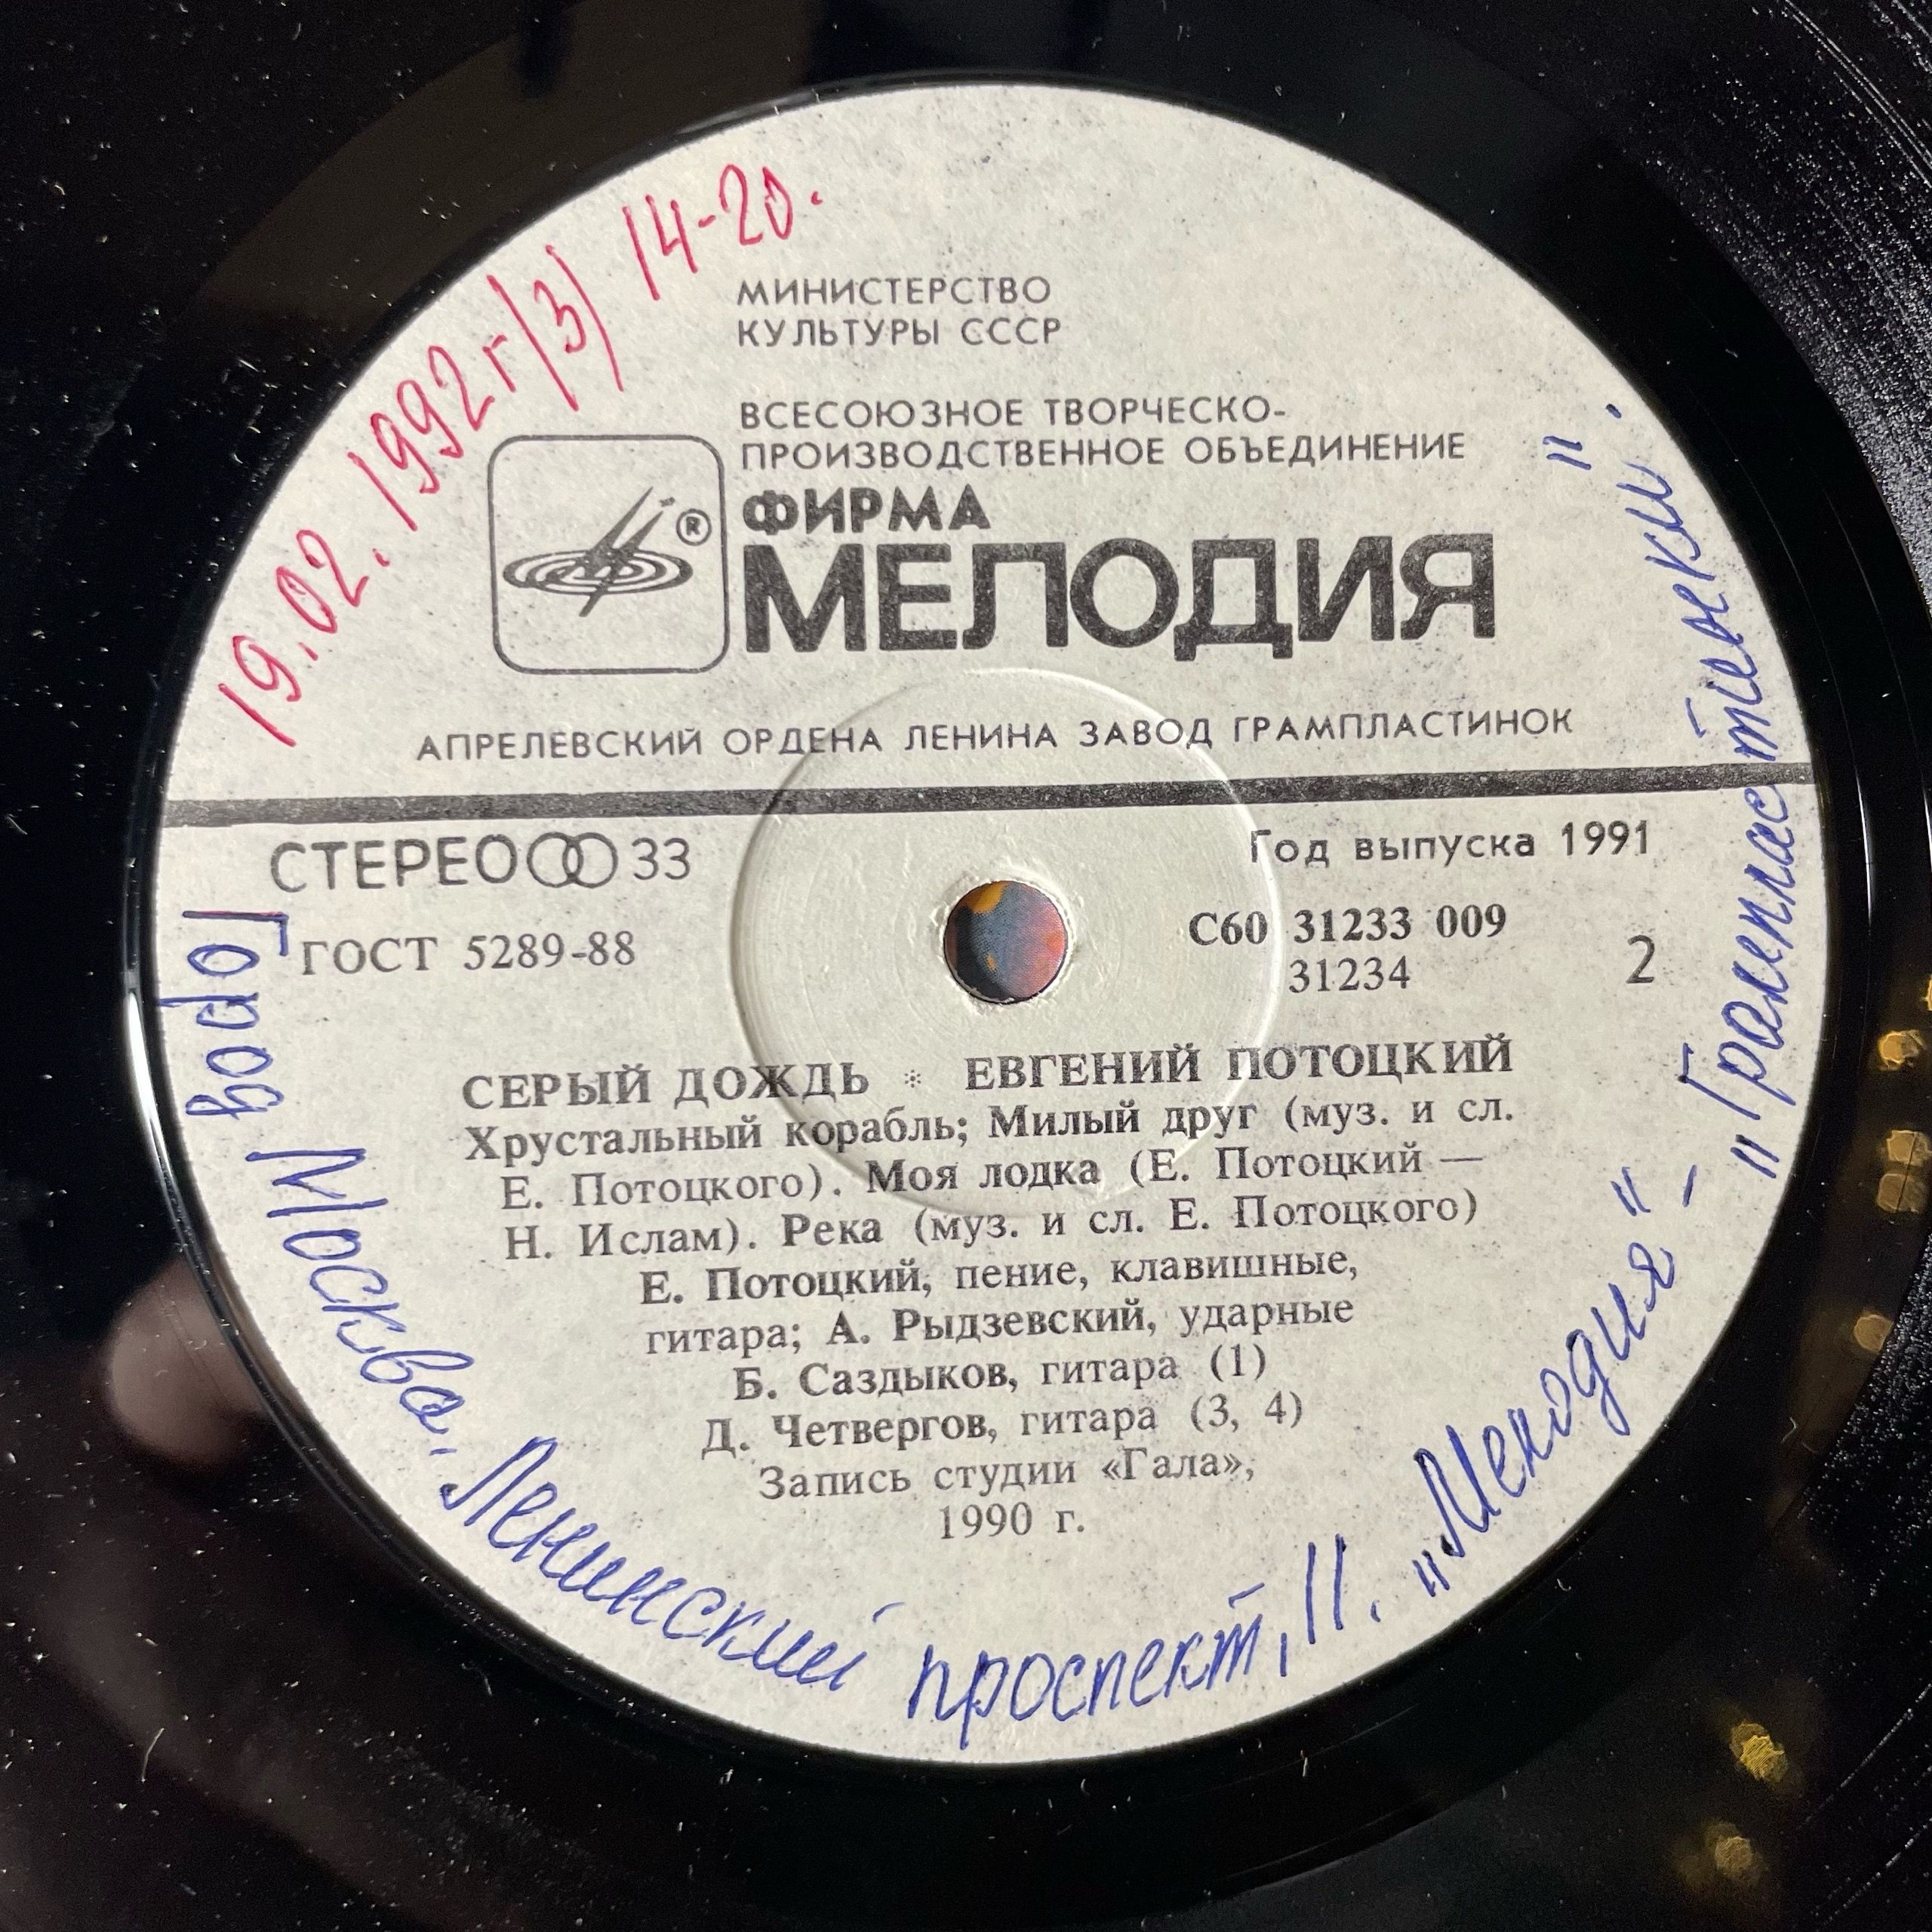 19.02.1992г/3/ 14-20.
МИНИСТЕРСТВО
КУЛЬТУРЫ СССР
ВСЕСОЮЗНОЕ ТВОРЧЕСКО-
ПРОИЗВОДСТВЕННОЕ ОБЪЕДИНЕНИЕ
ФИРМА
МЕЛОДИЯ
®
АПРЕЛЕВСКИЙ ОРДЕНА ЛЕНИНА ЗАВОД ГРАМПЛАСТИНОК
СТЕРЕО 33
Год выпуска 1991
ГОСТ 5289-88
С60 31233 009
31234
2
СЕРЫЙ ДОЖДЬ * ЕВГЕНИЙ ПОТОЦКИЙ
Хрустальный корабль; Милый друг (муз. и сл.
Е. Потоцкого). Моя лодка (Е. Потоцкий —
Н. Ислам). Река (муз. и сл. Е. Потоцкого)
Е. Потоцкий, пение, клавишные,
гитара; А. Рыдзевский, ударные
Б. Саздыков, гитара (1)
Д. Четвергов, гитара (3, 4)
Запись студии «Гала»,
1990 г.
Город Москва. Ленинский проспект, 11. „Мелодия“ - „Грампластинки".